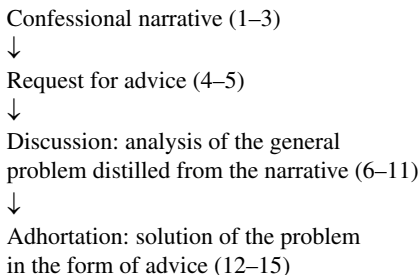 Confessional narrative (1–3)
↓
Request for advice (4–5)
↓
Discussion: analysis of the general
problem distilled from the narrative (6–11)
↓
Adhortation: solution of the problem
in the form of advice (12–15)